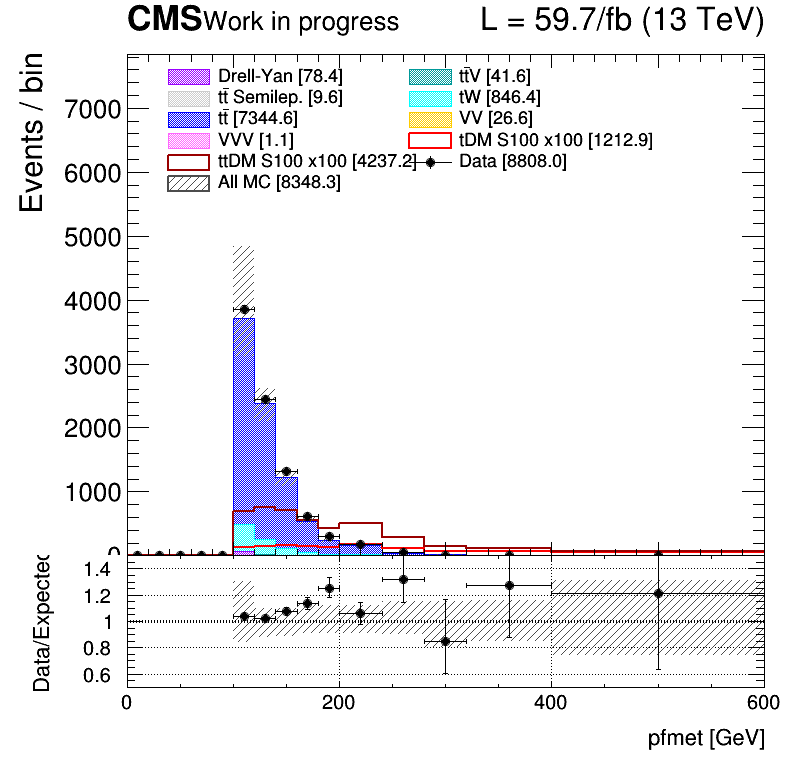 CMS Work in progress L = 59.7/fb (13 TeV)
Events / bin
Drell-Yan [78.4] tt̄V [41.6]
tt̄ Semilep. [9.6] tW [846.4]
tt̄ [7344.6] VV [26.6]
VVV [1.1] tDM S100 x100 [1212.9]
ttDM S100 x100 [4237.2] Data [8808.0]
All MC [8348.3]
7000
6000
5000
4000
3000
2000
1000
0
Data/Expected
1.4
1.2
1
0.8
0.6
0 200 400 600
pfmet [GeV]